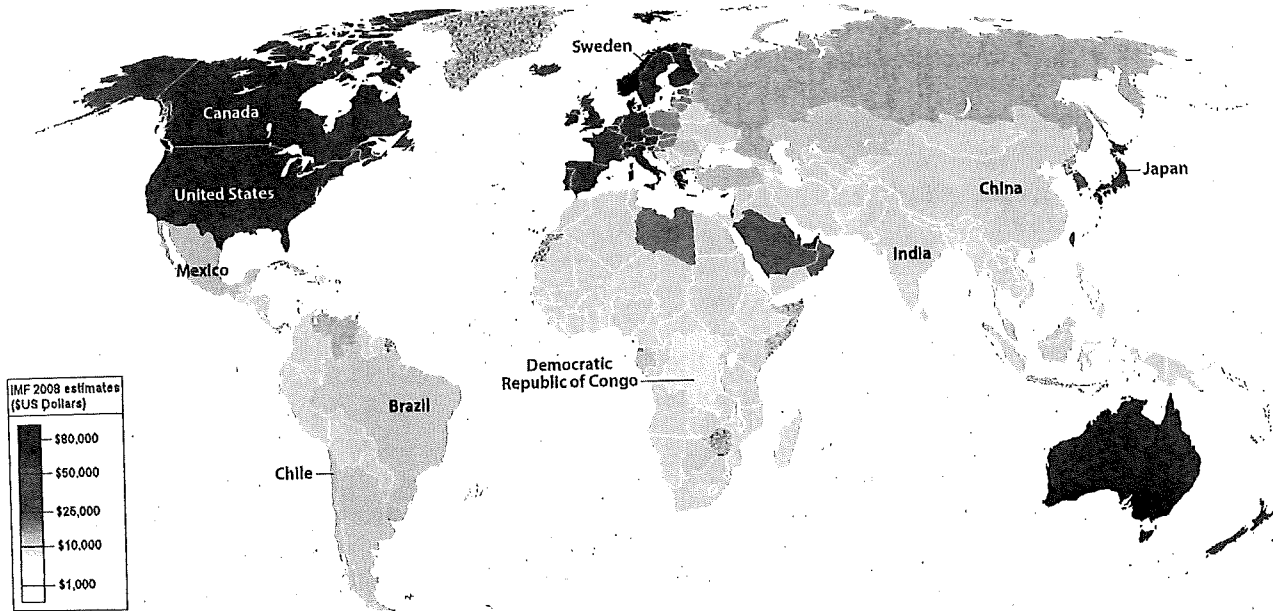 Sweden
Canada
United States
Japan
China
India
Mexico
Democratic
Republic of Congo
Brazil
Chile
IMF 2008 estimates
($US Dollars)
$80,000
$50,000
$25,000
$10,000
$1,000